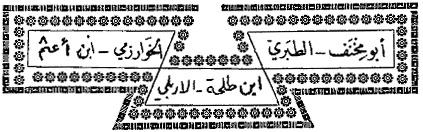 أبو مخنف - الطبري
الخوارزمي - ابن أعثم
ابن طلحة - الاربلي